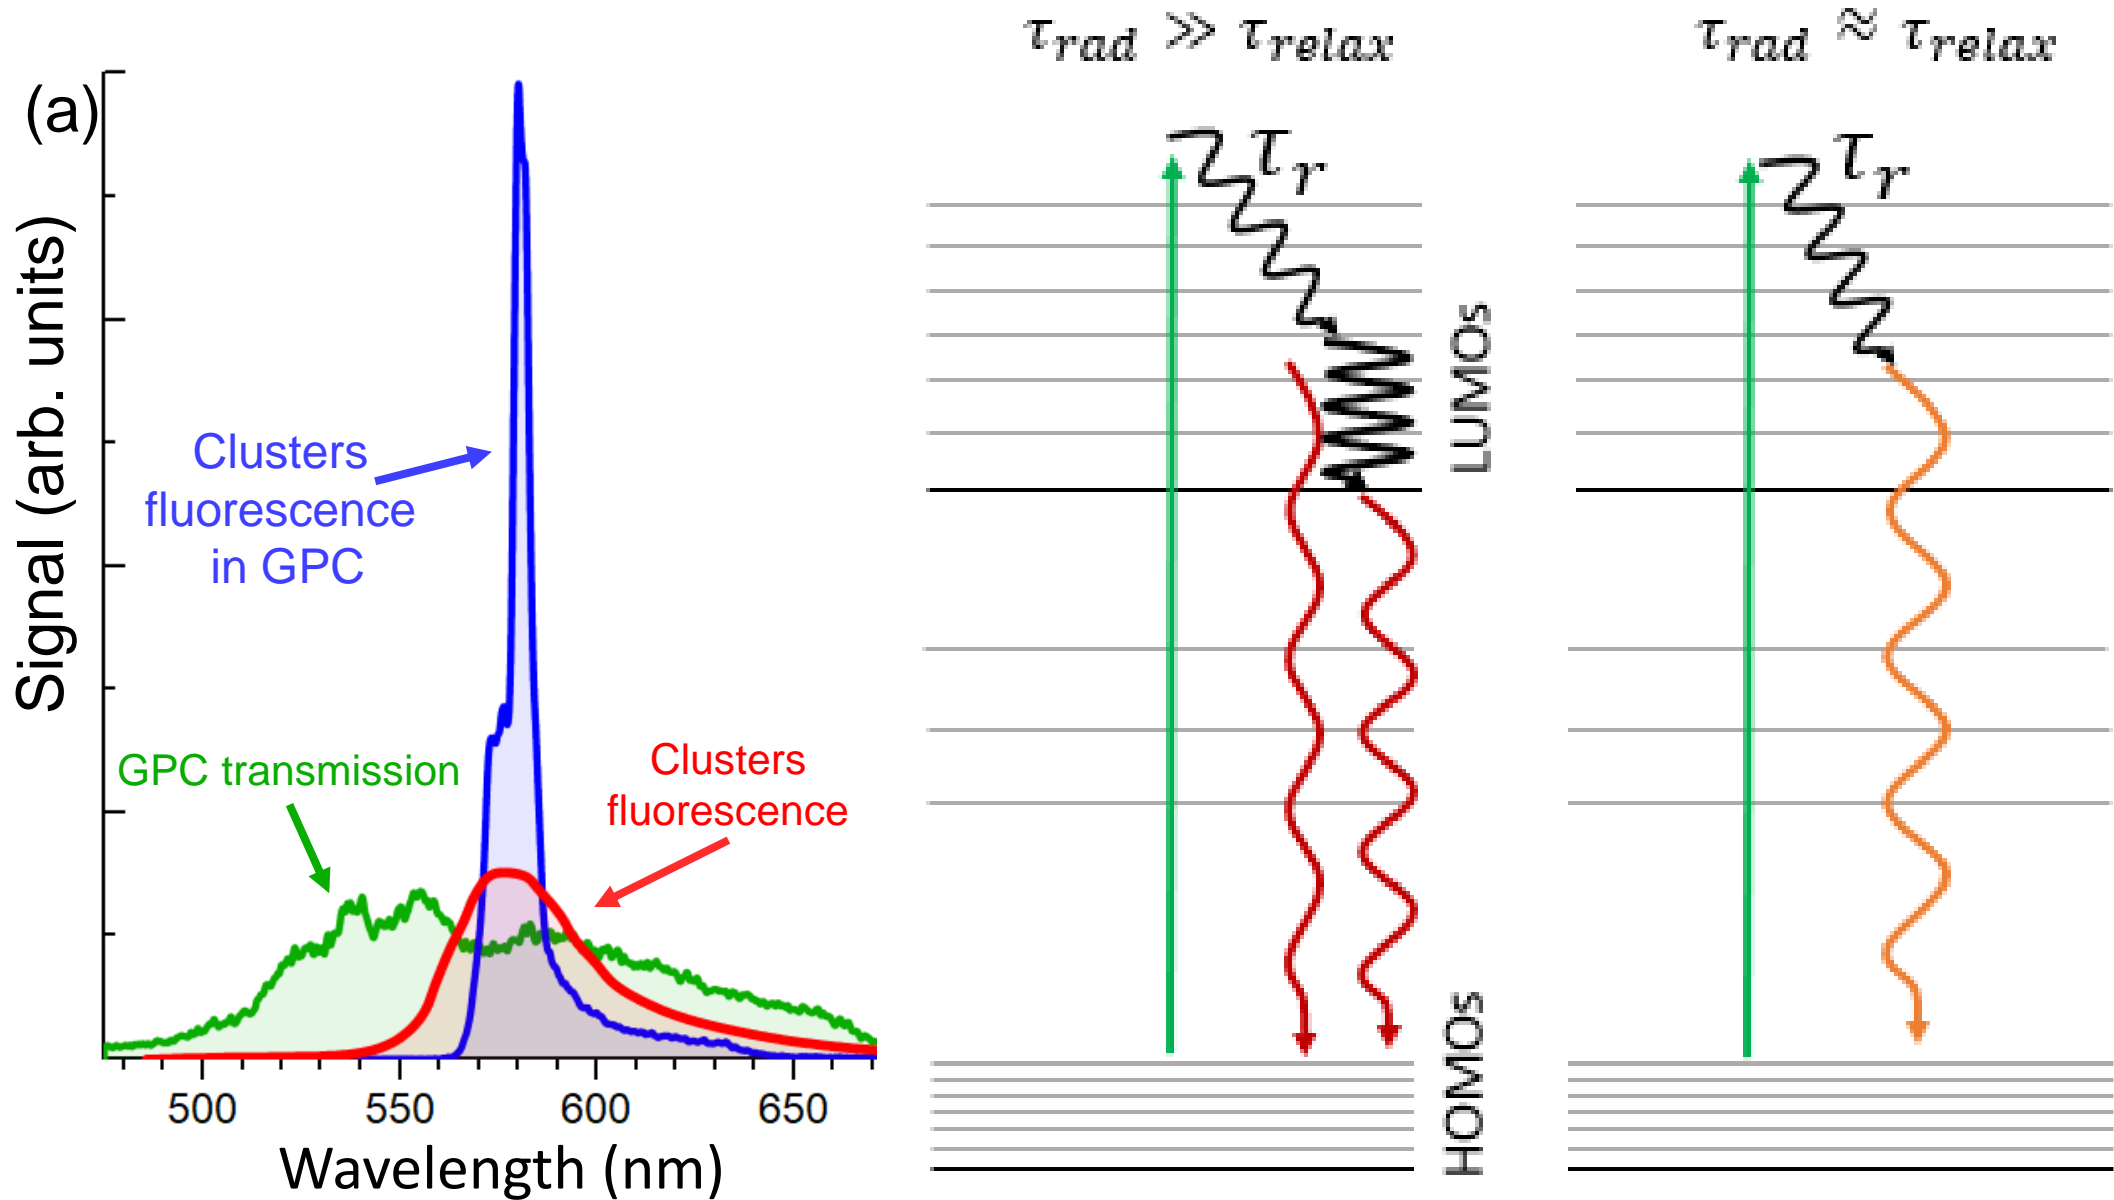 (a)
Signal (arb. units)
Clusters
fluorescence
in GPC
GPC transmission
Clusters
fluorescence
500 550 600 650
Wavelength (nm)
τrad ≫ τrelax
τr
LUMOs
HOMOs
τrad ≈ τrelax
τr